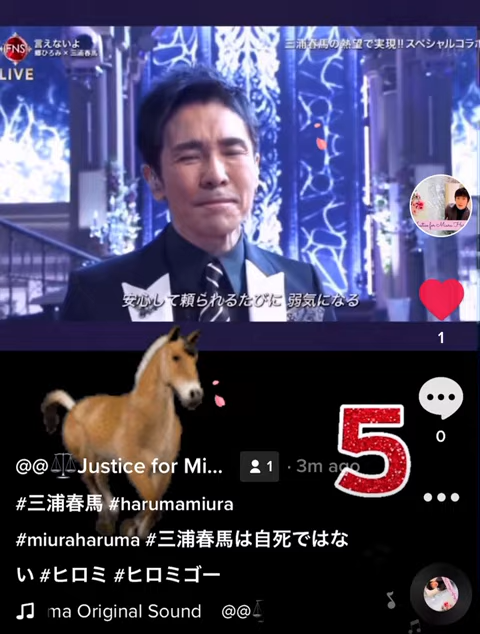 FNS
言えないよ
郷ひろみ × 三浦春馬
LIVE
三浦春馬の熱望で実現!!スペシャルコラボ
安心して頼られるたびに 弱気になる
1
0
5
@@⚖Justice for Mi... 1 · 3m ago
#三浦春馬 #harumamiura
#miuraharuma #三浦春馬は自死ではな
い #ヒロミ #ヒロミゴー
ma Original Sound @@⚖